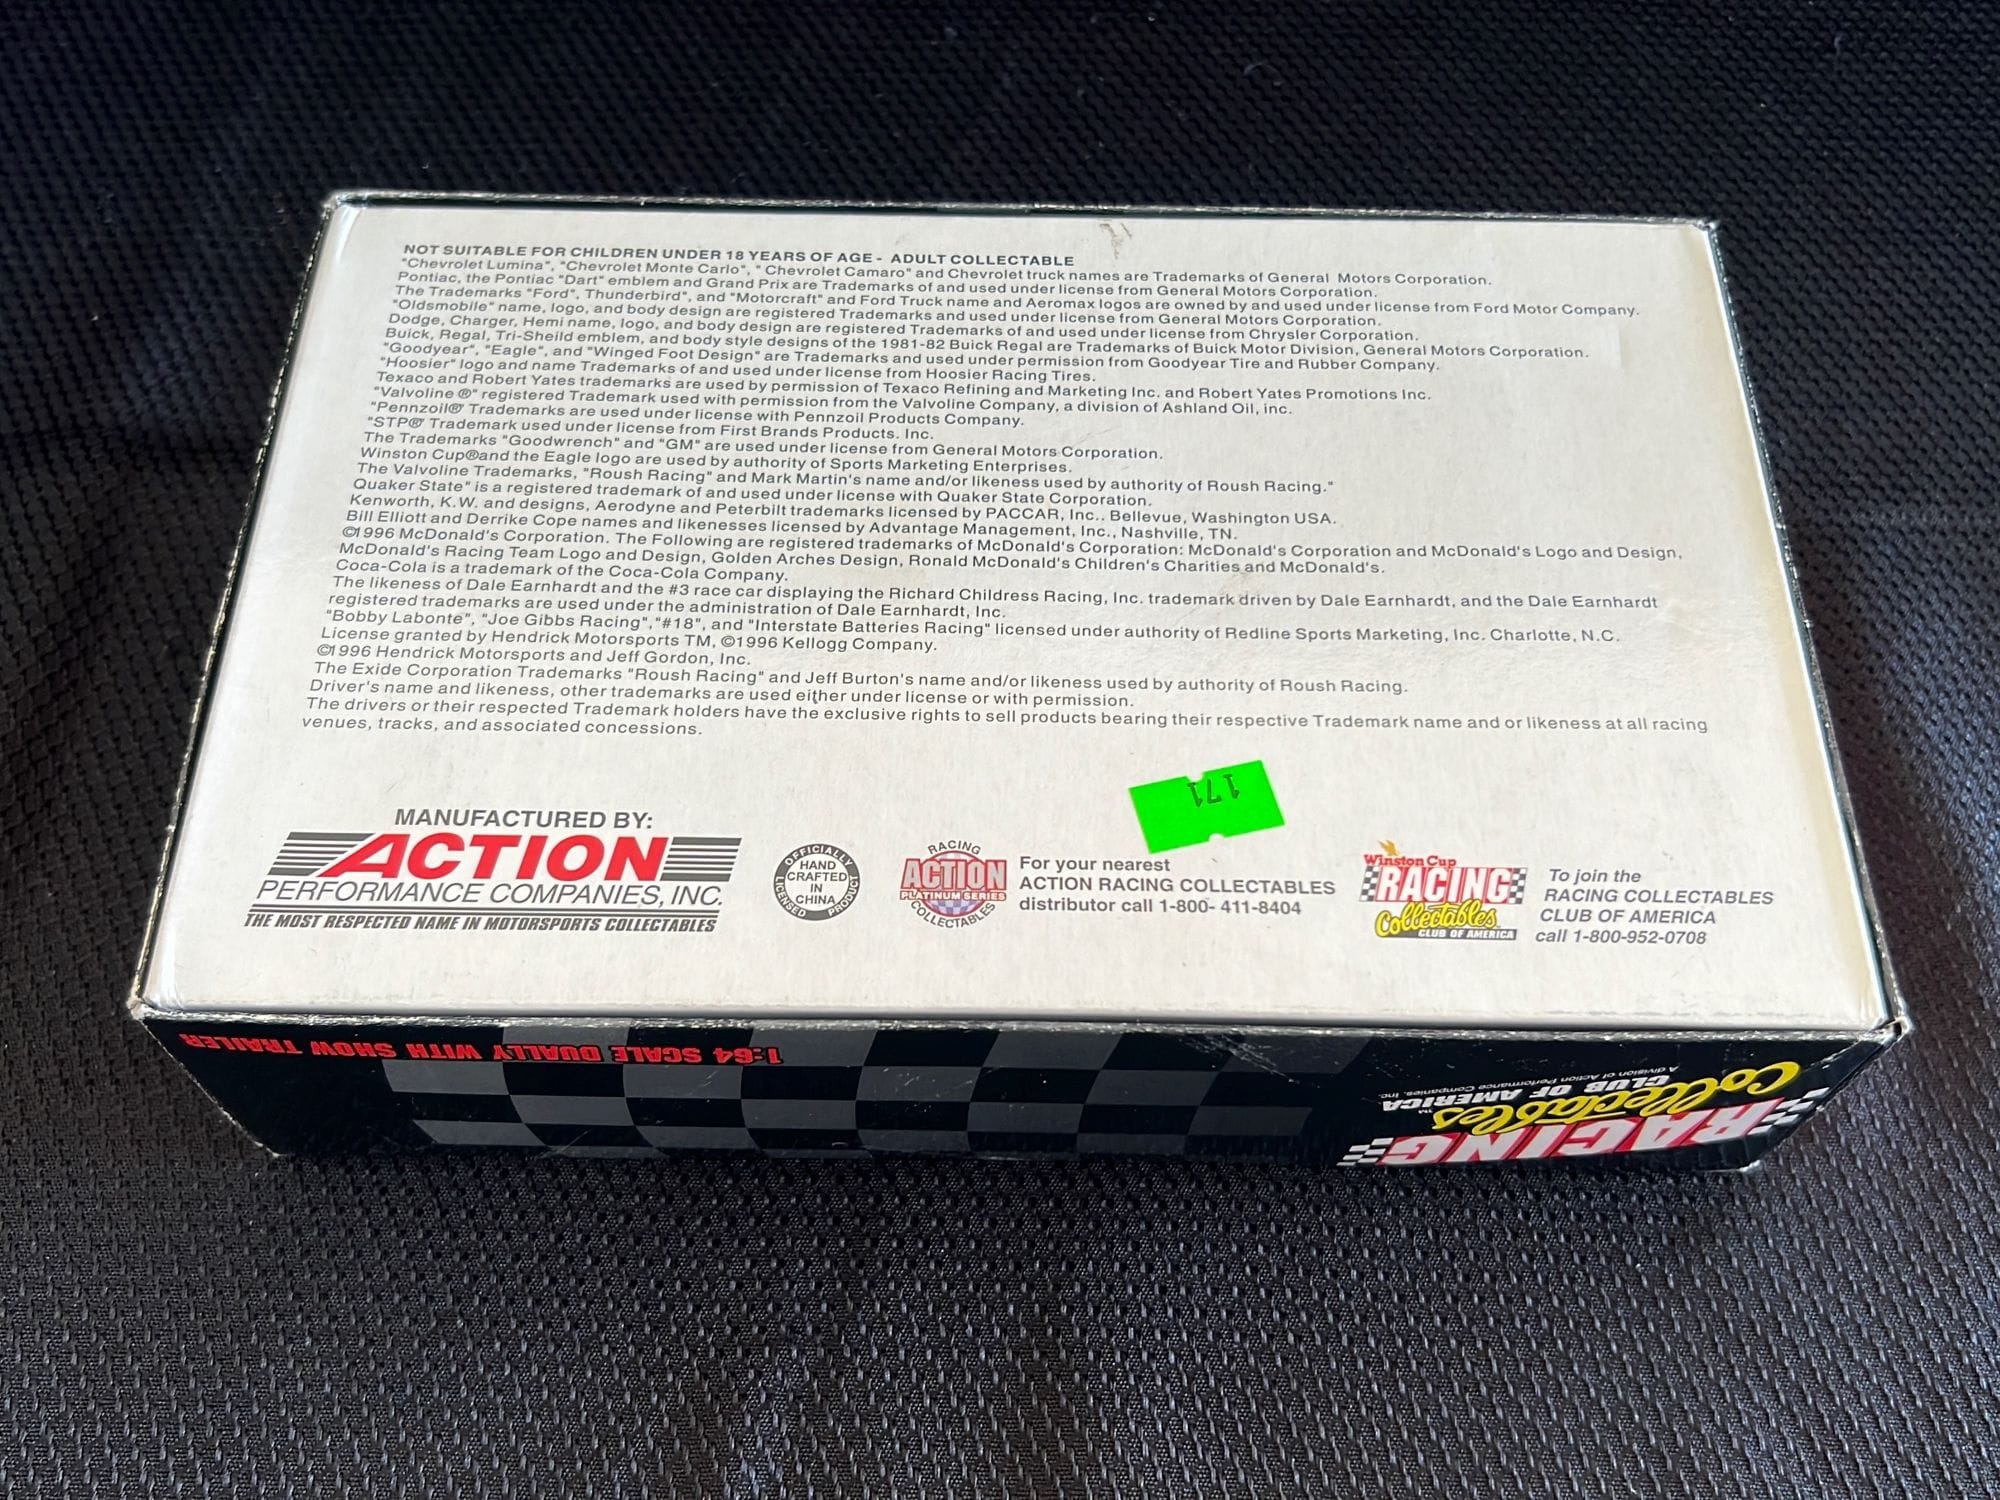 NOT SUITABLE FOR CHILDREN UNDER 18 YEARS OF AGE - ADULT COLLECTABLE
"Chevrolet Lumina", "Chevrolet Monte Carlo", " Chevrolet Camaro" and Chevrolet truck names are Trademarks of General Motors Corporation.
Pontiac, the Pontiac "Dart" emblem and Grand Prix are Trademarks of and used under license from General Motors Corporation.
The Trademarks "Ford", Thunderbird", and "Motorcraft" and Ford Truck name and Aeromax logos are owned by and used under license from Ford Motor Company.
"Oldsmobile" name, logo, and body design are registered Trademarks and used under license from General Motors Corporation.
Dodge, Charger, Hemi name, logo, and body design are registered Trademarks of and used under license from Chrysler Corporation.
Buick, Regal, Tri-Sheild emblem, and body style designs of the 1981-82 Buick Regal are Trademarks of Buick Motor Division, General Motors Corporation.
"Goodyear", "Eagle", and "Winged Foot Design" are Trademarks and used under permission from Goodyear Tire and Rubber Company.
"Hoosier" logo and name Trademarks of and used under license from Hoosier Racing Tires.
Texaco and Robert Yates trademarks are used by permission of Texaco Refining and Marketing Inc. and Robert Yates Promotions Inc.
"Valvoline ®" registered Trademark used with permission from the Valvoline Company, a division of Ashland Oil, inc.
"Pennzoil®" Trademarks are used under license with Pennzoil Products Company.
"STP®" Trademark used under license from First Brands Products. Inc.
The Trademarks "Goodwrench" and "GM" are used under license from General Motors Corporation.
Winston Cup®and the Eagle logo are used by authority of Sports Marketing Enterprises.
The Valvoline Trademarks, "Roush Racing" and Mark Martin's name and/or likeness used by authority of Roush Racing."
Quaker State" is a registered trademark of and used under license with Quaker State Corporation.
Kenworth, K.W. and designs, Aerodyne and Peterbilt trademarks licensed by PACCAR, Inc.. Bellevue, Washington USA.
Bill Elliott and Derrike Cope names and likenesses licensed by Advantage Management, Inc., Nashville, TN.
©1996 McDonald's Corporation. The Following are registered trademarks of McDonald's Corporation: McDonald's Corporation and McDonald's Logo and Design,
McDonald's Racing Team Logo and Design, Golden Arches Design, Ronald McDonald's Children's Charities and McDonald's.
Coca-Cola is a trademark of the Coca-Cola Company.
The likeness of Dale Earnhardt and the #3 race car displaying the Richard Childress Racing, Inc. trademark driven by Dale Earnhardt, and the Dale Earnhardt
registered trademarks are used under the administration of Dale Earnhardt, Inc.
"Bobby Labonte", "Joe Gibbs Racing","#18", and "Interstate Batteries Racing" licensed under authority of Redline Sports Marketing, Inc. Charlotte, N.C.
License granted by Hendrick Motorsports TM, ©1996 Kellogg Company.
©1996 Hendrick Motorsports and Jeff Gordon, Inc.
The Exide Corporation Trademarks "Roush Racing" and Jeff Burton's name and/or likeness used by authority of Roush Racing.
Driver's name and likeness, other trademarks are used either under license or with permission.
The drivers or their respective Trademark holders have the exclusive rights to sell products bearing their respective Trademark name and or likeness at all racing
venues, tracks, and associated concessions.
171
MANUFACTURED BY:
ACTION
PERFORMANCE COMPANIES, INC.
THE MOST RESPECTED NAME IN MOTORSPORTS COLLECTABLES
OFFICIALLY LICENSED PRODUCT
HAND
CRAFTED
IN
CHINA
RACING
ACTION
PLATINUM SERIES
COLLECTABLES
For your nearest
ACTION RACING COLLECTABLES
distributor call 1-800- 411-8404
Winston Cup
RACING
Collectables
CLUB OF AMERICA
To join the
RACING COLLECTABLES
CLUB OF AMERICA
call 1-800-952-0708
1:64 SCALE DUALLY WITH SHOW TRAILER
RACING
Collectables™
CLUB OF AMERICA
A division of Action Performance Companies, Inc.